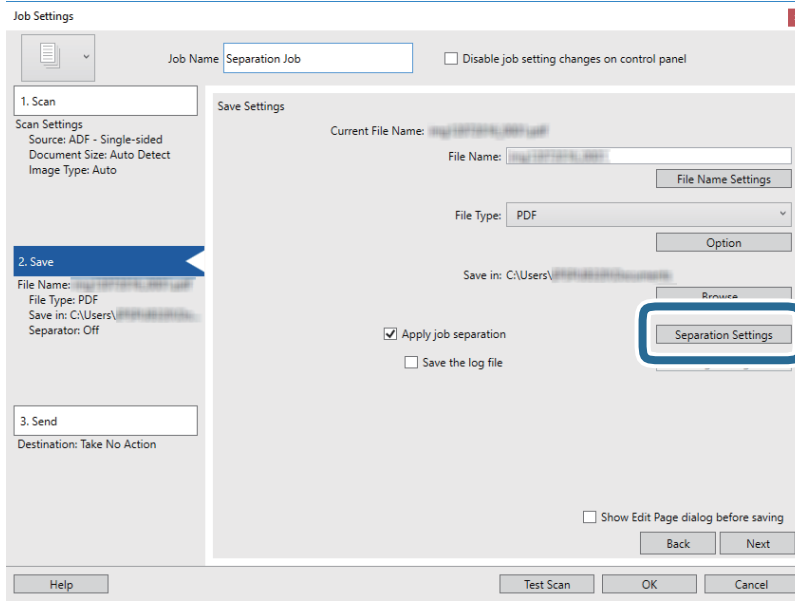 Job Settings
Job Name Separation Job Disable job setting changes on control panel
1. Scan
Scan Settings
Source: ADF - Single-sided
Document Size: Auto Detect
Image Type: Auto
2. Save
File Name:
File Type: PDF
Save in: C:\Users\
Separator: Off
3. Send
Destination: Take No Action
Save Settings
Current File Name:
File Name:
File Name Settings
File Type: PDF
Option
Save in: C:\Users\
Browse
Apply job separation Separation Settings
Save the log file
Show Edit Page dialog before saving
Back Next
Help Test Scan OK Cancel